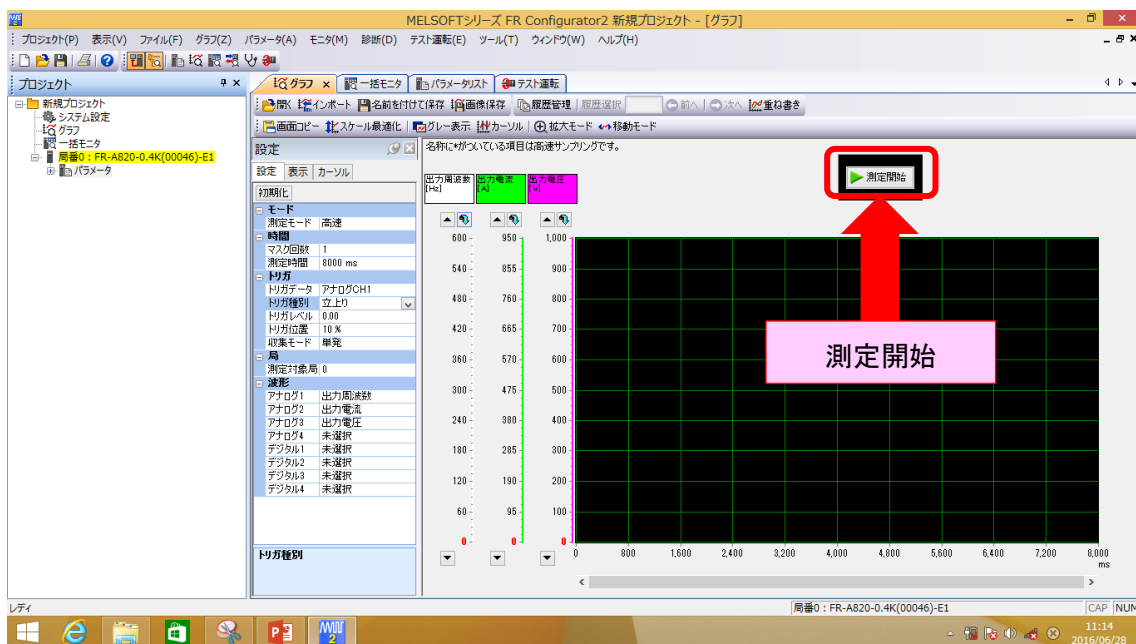 MELSOFTシリーズ FR Configurator2 新規プロジェクト - [グラフ]
プロジェクト(P) 表示(V) ファイル(F) グラフ(Z) パラメータ(A) モニタ(M) 診断(D) テスト運転(E) ツール(T) ウィンドウ(W) ヘルプ(H)
プロジェクト
新規プロジェクト
システム設定
グラフ
一括モニタ
局番0：FR-A820-0.4K(00046)-E1
パラメータ
グラフ 一括モニタ パラメータリスト テスト運転
開く インポート 名前を付けて保存 画像保存 履歴管理 履歴選択 前へ 次へ 重ね書き
画面コピー スケール最適化 グレー表示 カーソル 拡大モード 移動モード
設定
設定 表示 カーソル
初期化
モード
測定モード 高速
時間
マスク回数 1
測定時間 8000 ms
トリガ
トリガデータ アナログCH1
トリガ種別 立上り
トリガレベル 0.00
トリガ位置 10 %
収集モード 単発
局
測定対象局 0
波形
アナログ1 出力周波数
アナログ2 出力電流
アナログ3 出力電圧
アナログ4 未選択
デジタル1 未選択
デジタル2 未選択
デジタル3 未選択
デジタル4 未選択
トリガ種別
名称に*がついている項目は高速サンプリングです。
出力周波数 出力電流 出力電圧
[Hz] [A] [V]
測定開始
600 950 1,000
540 855 900
480 760 800
420 665 700
360 570 600
300 475 500
240 380 400
180 285 300
120 190 200
60 95 100
0 0 0
測定開始
0 800 1,600 2,400 3,200 4,000 4,800 5,600 6,400 7,200 8,000
ms
レディ 局番0：FR-A820-0.4K(00046)-E1 CAP NUM
11:14
2016/06/28